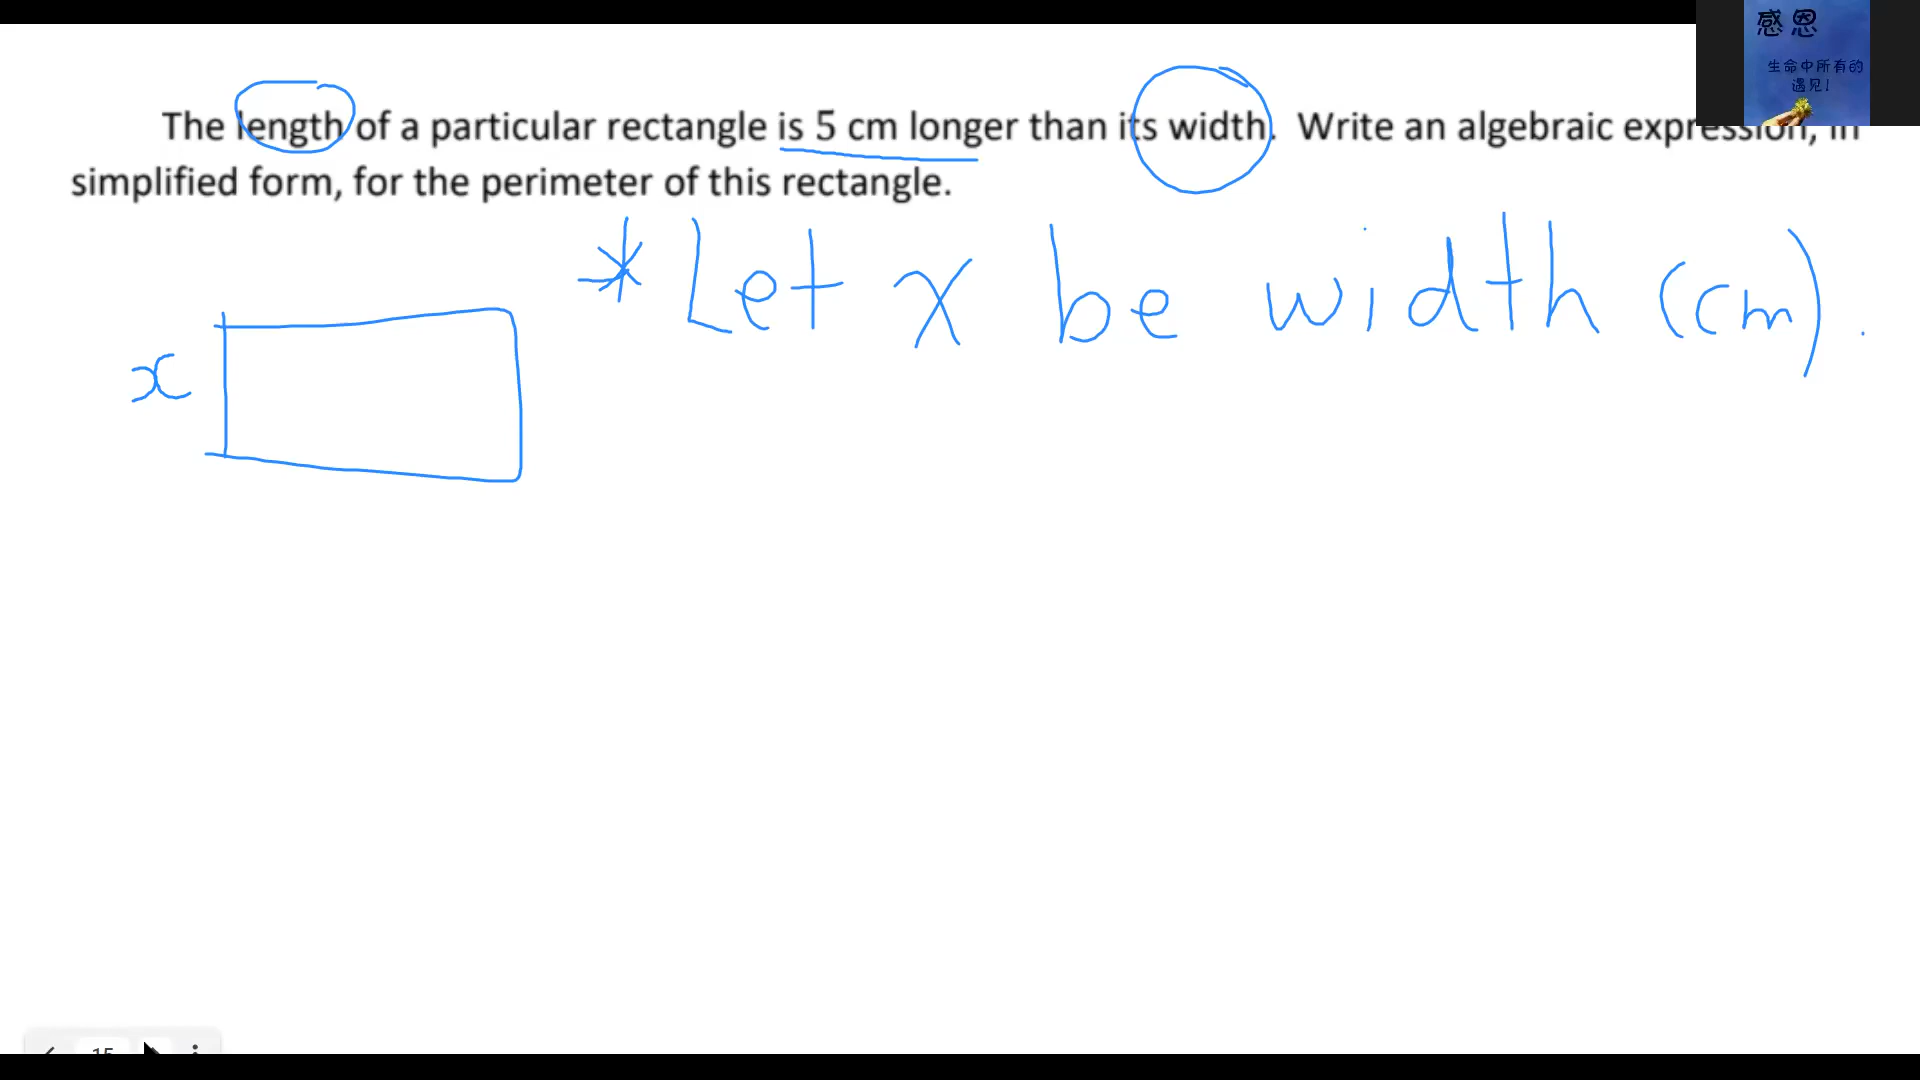 感恩
生命中所有的
遇见!
The length of a particular rectangle is 5 cm longer than its width. Write an algebraic expression, in
simplified form, for the perimeter of this rectangle.
* Let x be width (cm).
x
15